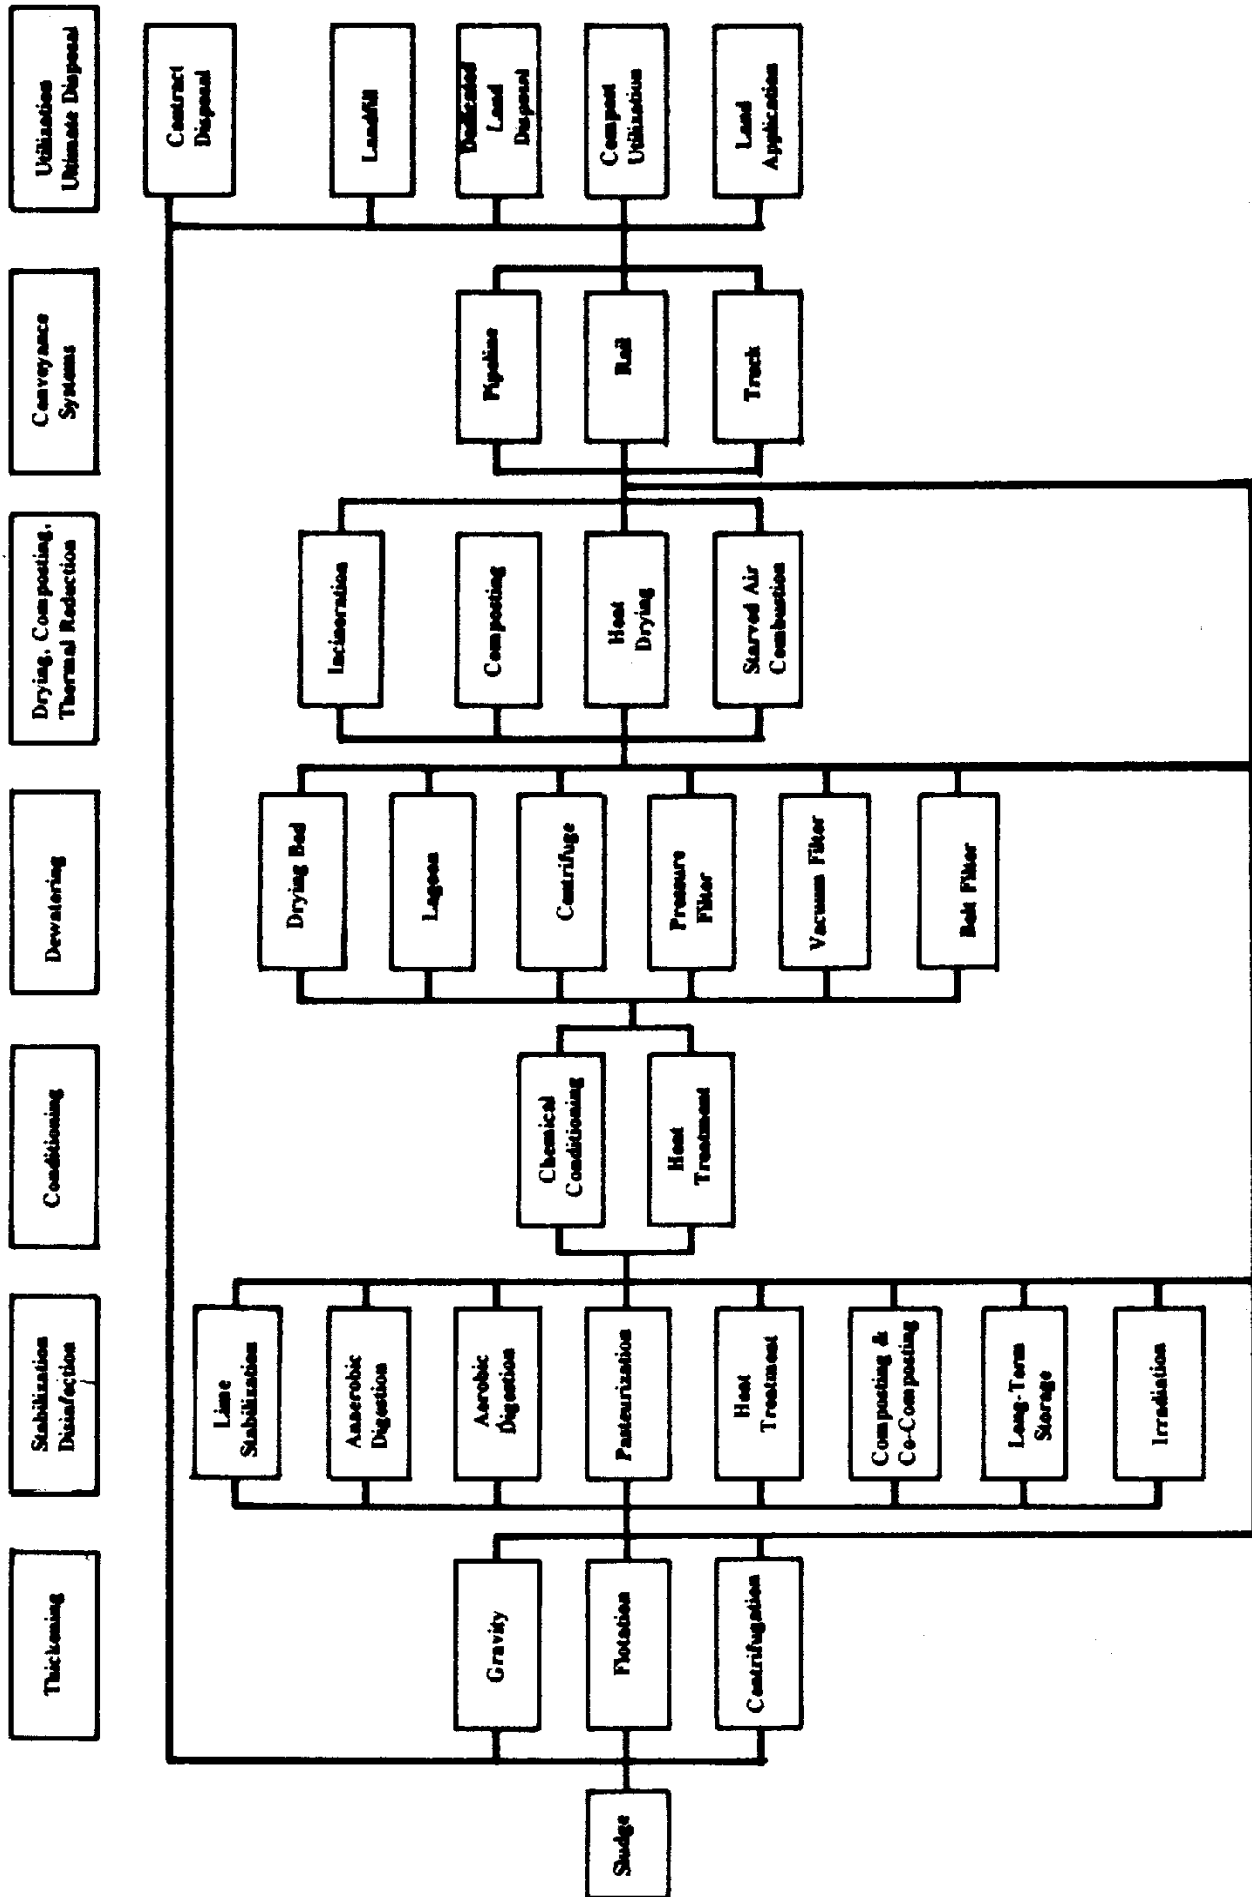 Thickening
Stabilization
Disinfection
Conditioning
Dewatering
Drying, Composting,
Thermal Reduction
Conveyance
Systems
Utilization
Ultimate Disposal
Sludge
Gravity
Flotation
Centrifugation
Lime
Stabilization
Anaerobic
Digestion
Aerobic
Digestion
Pasteurization
Heat
Treatment
Composting &
Co-Composting
Long-Term
Storage
Irradiation
Chemical
Conditioning
Heat
Treatment
Drying Bed
Lagoon
Centrifuge
Pressure
Filter
Vacuum Filter
Belt Filter
Incineration
Composting
Heat
Drying
Starved Air
Combustion
Pipeline
Rail
Truck
Contract
Disposal
Landfill
Dedicated
Land
Disposal
Compost
Utilization
Land
Application